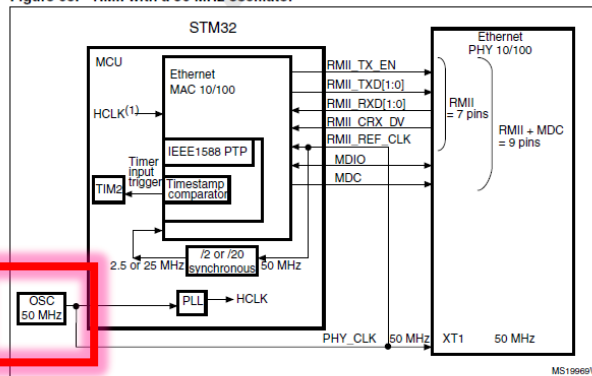 STM32
Ethernet
PHY 10/100
MCU
Ethernet
MAC 10/100
HCLK(1)
IEEE1588 PTP
Timer
input
trigger
Timestamp
comparator
TIM2
RMII_TX_EN
RMII_TXD[1:0]
RMII_RXD[1:0]
RMII_CRX_DV
RMII_REF_CLK
MDIO
MDC
RMII
= 7 pins
RMII + MDC
= 9 pins
/2 or /20
synchronous
2.5 or 25 MHz
50 MHz
OSC
50 MHz
PLL
HCLK
PHY_CLK
50 MHz
XT1
50 MHz